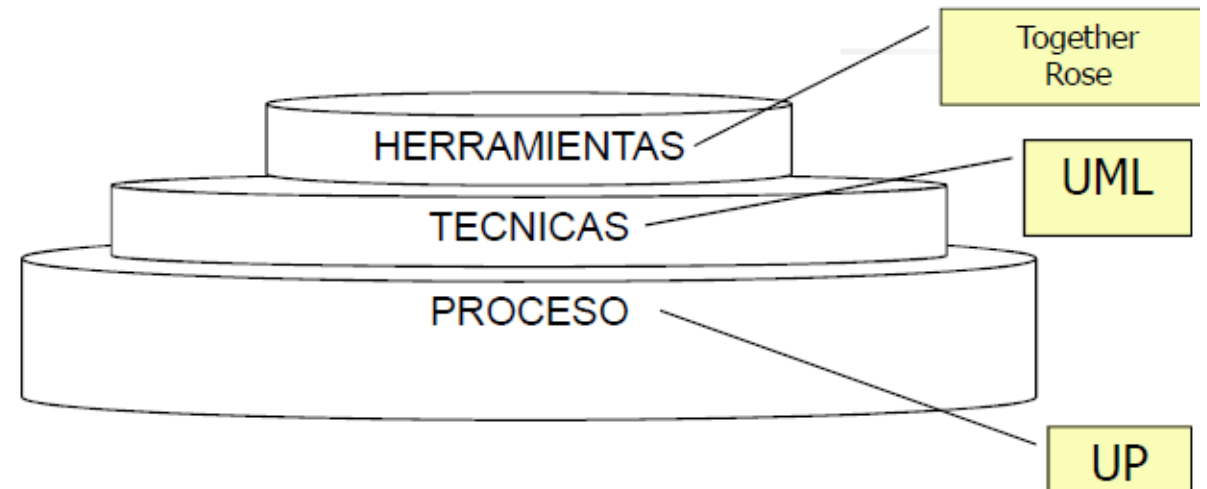 Together
Rose
HERRAMIENTAS
UML
TECNICAS
PROCESO
UP